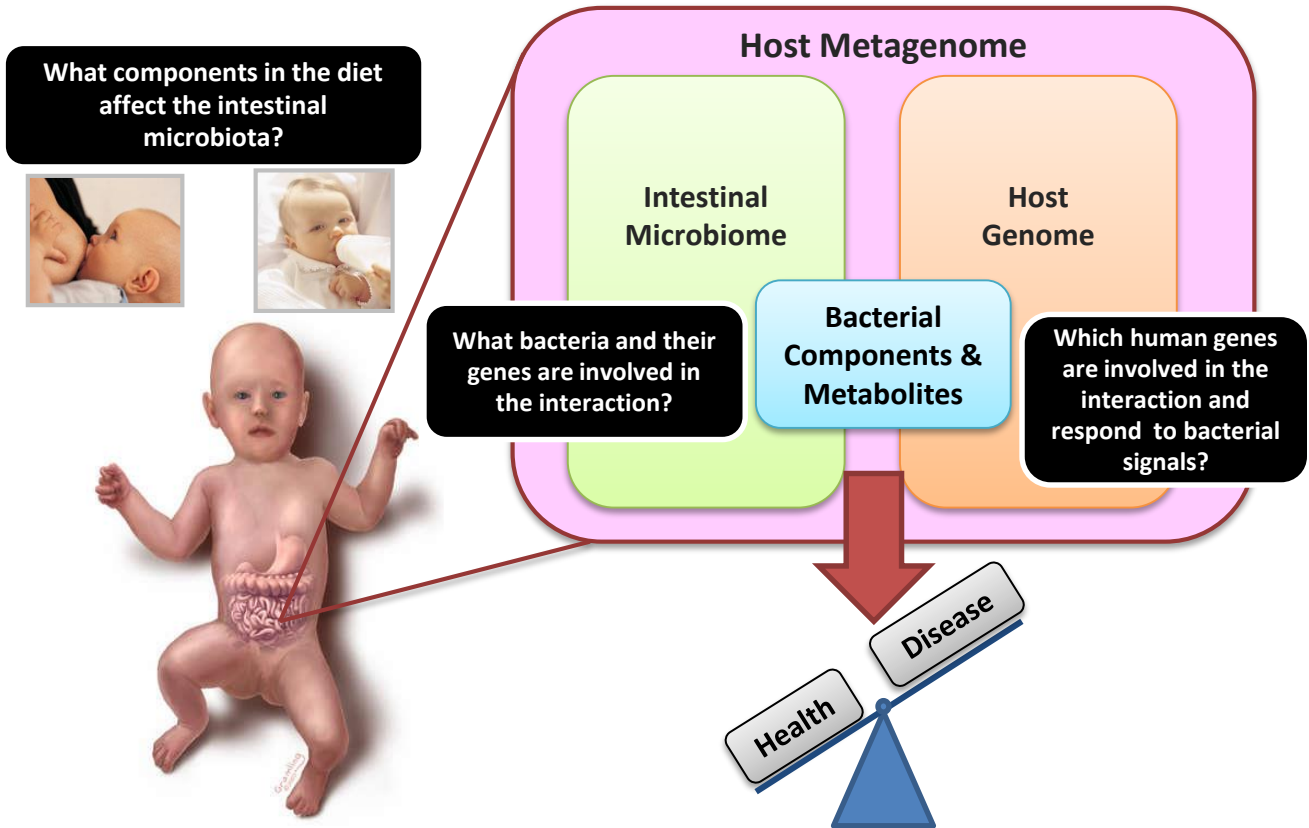 What components in the diet
affect the intestinal
microbiota?
Host Metagenome
Intestinal
Microbiome
Host
Genome
What bacteria and their
genes are involved in
the interaction?
Bacterial
Components &
Metabolites
Which human genes
are involved in the
interaction and
respond to bacterial
signals?
Disease
Health
Gramling